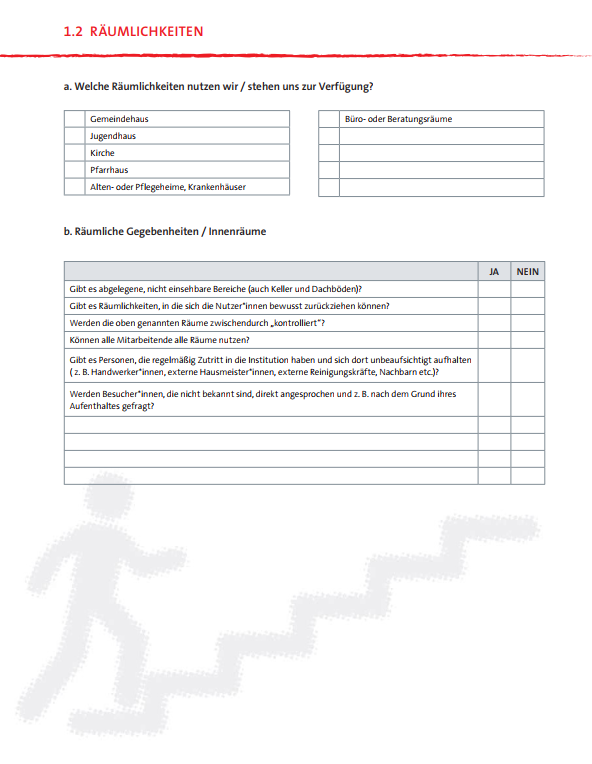 1.2 RÄUMLICHKEITEN
a. Welche Räumlichkeiten nutzen wir / stehen uns zur Verfügung?
Gemeindehaus
Jugendhaus
Kirche
Pfarrhaus
Alten- oder Pflegeheime, Krankenhäuser
Büro- oder Beratungsräume
b. Räumliche Gegebenheiten / Innenräume
JA NEIN
Gibt es abgelegene, nicht einsehbare Bereiche (auch Keller und Dachböden)?
Gibt es Räumlichkeiten, in die sich die Nutzer*innen bewusst zurückziehen können?
Werden die oben genannten Räume zwischendurch „kontrolliert“?
Können alle Mitarbeitende alle Räume nutzen?
Gibt es Personen, die regelmäßig Zutritt in die Institution haben und sich dort unbeaufsichtigt aufhalten
( z. B. Handwerker*innen, externe Hausmeister*innen, externe Reinigungskräfte, Nachbarn etc.)?
Werden Besucher*innen, die nicht bekannt sind, direkt angesprochen und z. B. nach dem Grund ihres
Aufenthaltes gefragt?